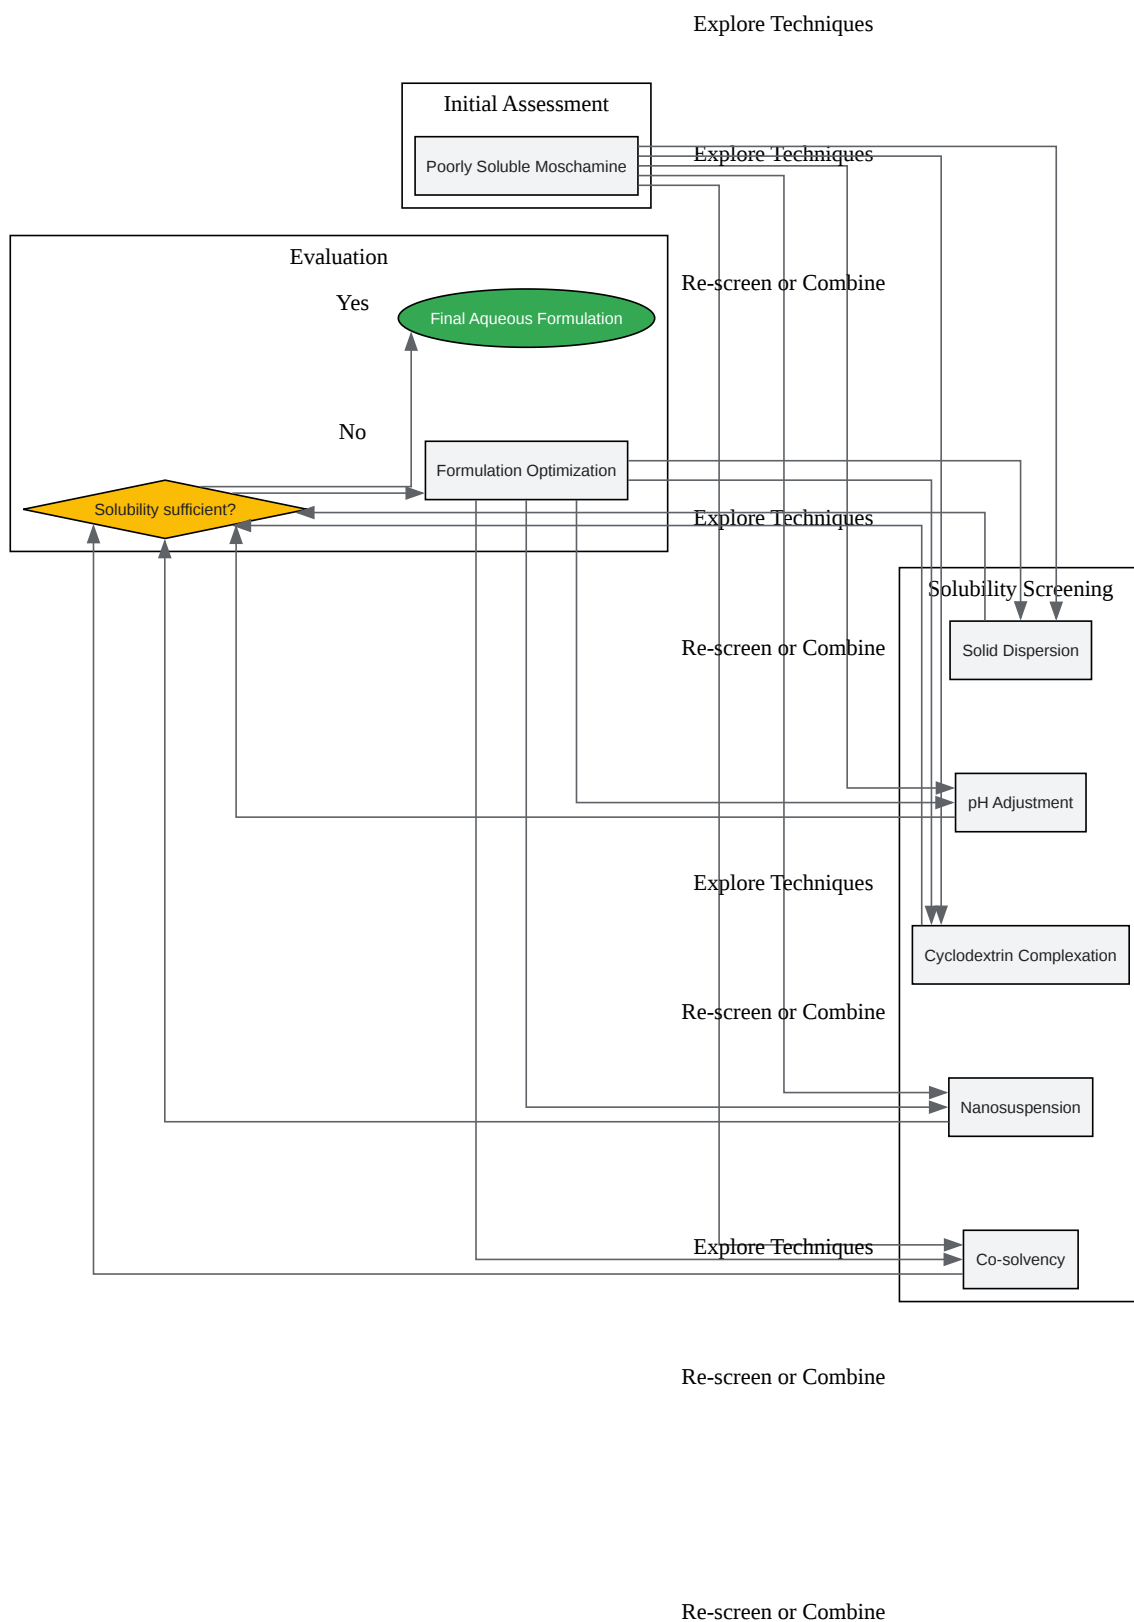 Explore Techniques
Initial Assessment
Explore Techniques
Poorly Soluble Moschamine
Evaluation
Re-screen or Combine
Yes
Final Aqueous Formulation
No
Formulation Optimization
Solubility sufficient?
Explore Techniques
Solubility Screening
Re-screen or Combine
Solid Dispersion
pH Adjustment
Explore Techniques
Cyclodextrin Complexation
Re-screen or Combine
Nanosuspension
Explore Techniques
Co-solvency
Re-screen or Combine
Re-screen or Combine